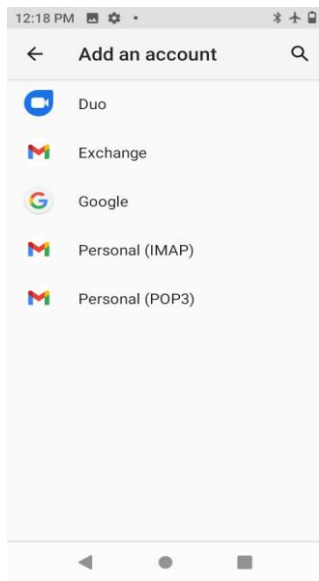 12:18 PM
Add an account
Duo
Exchange
Google
Personal (IMAP)
Personal (POP3)